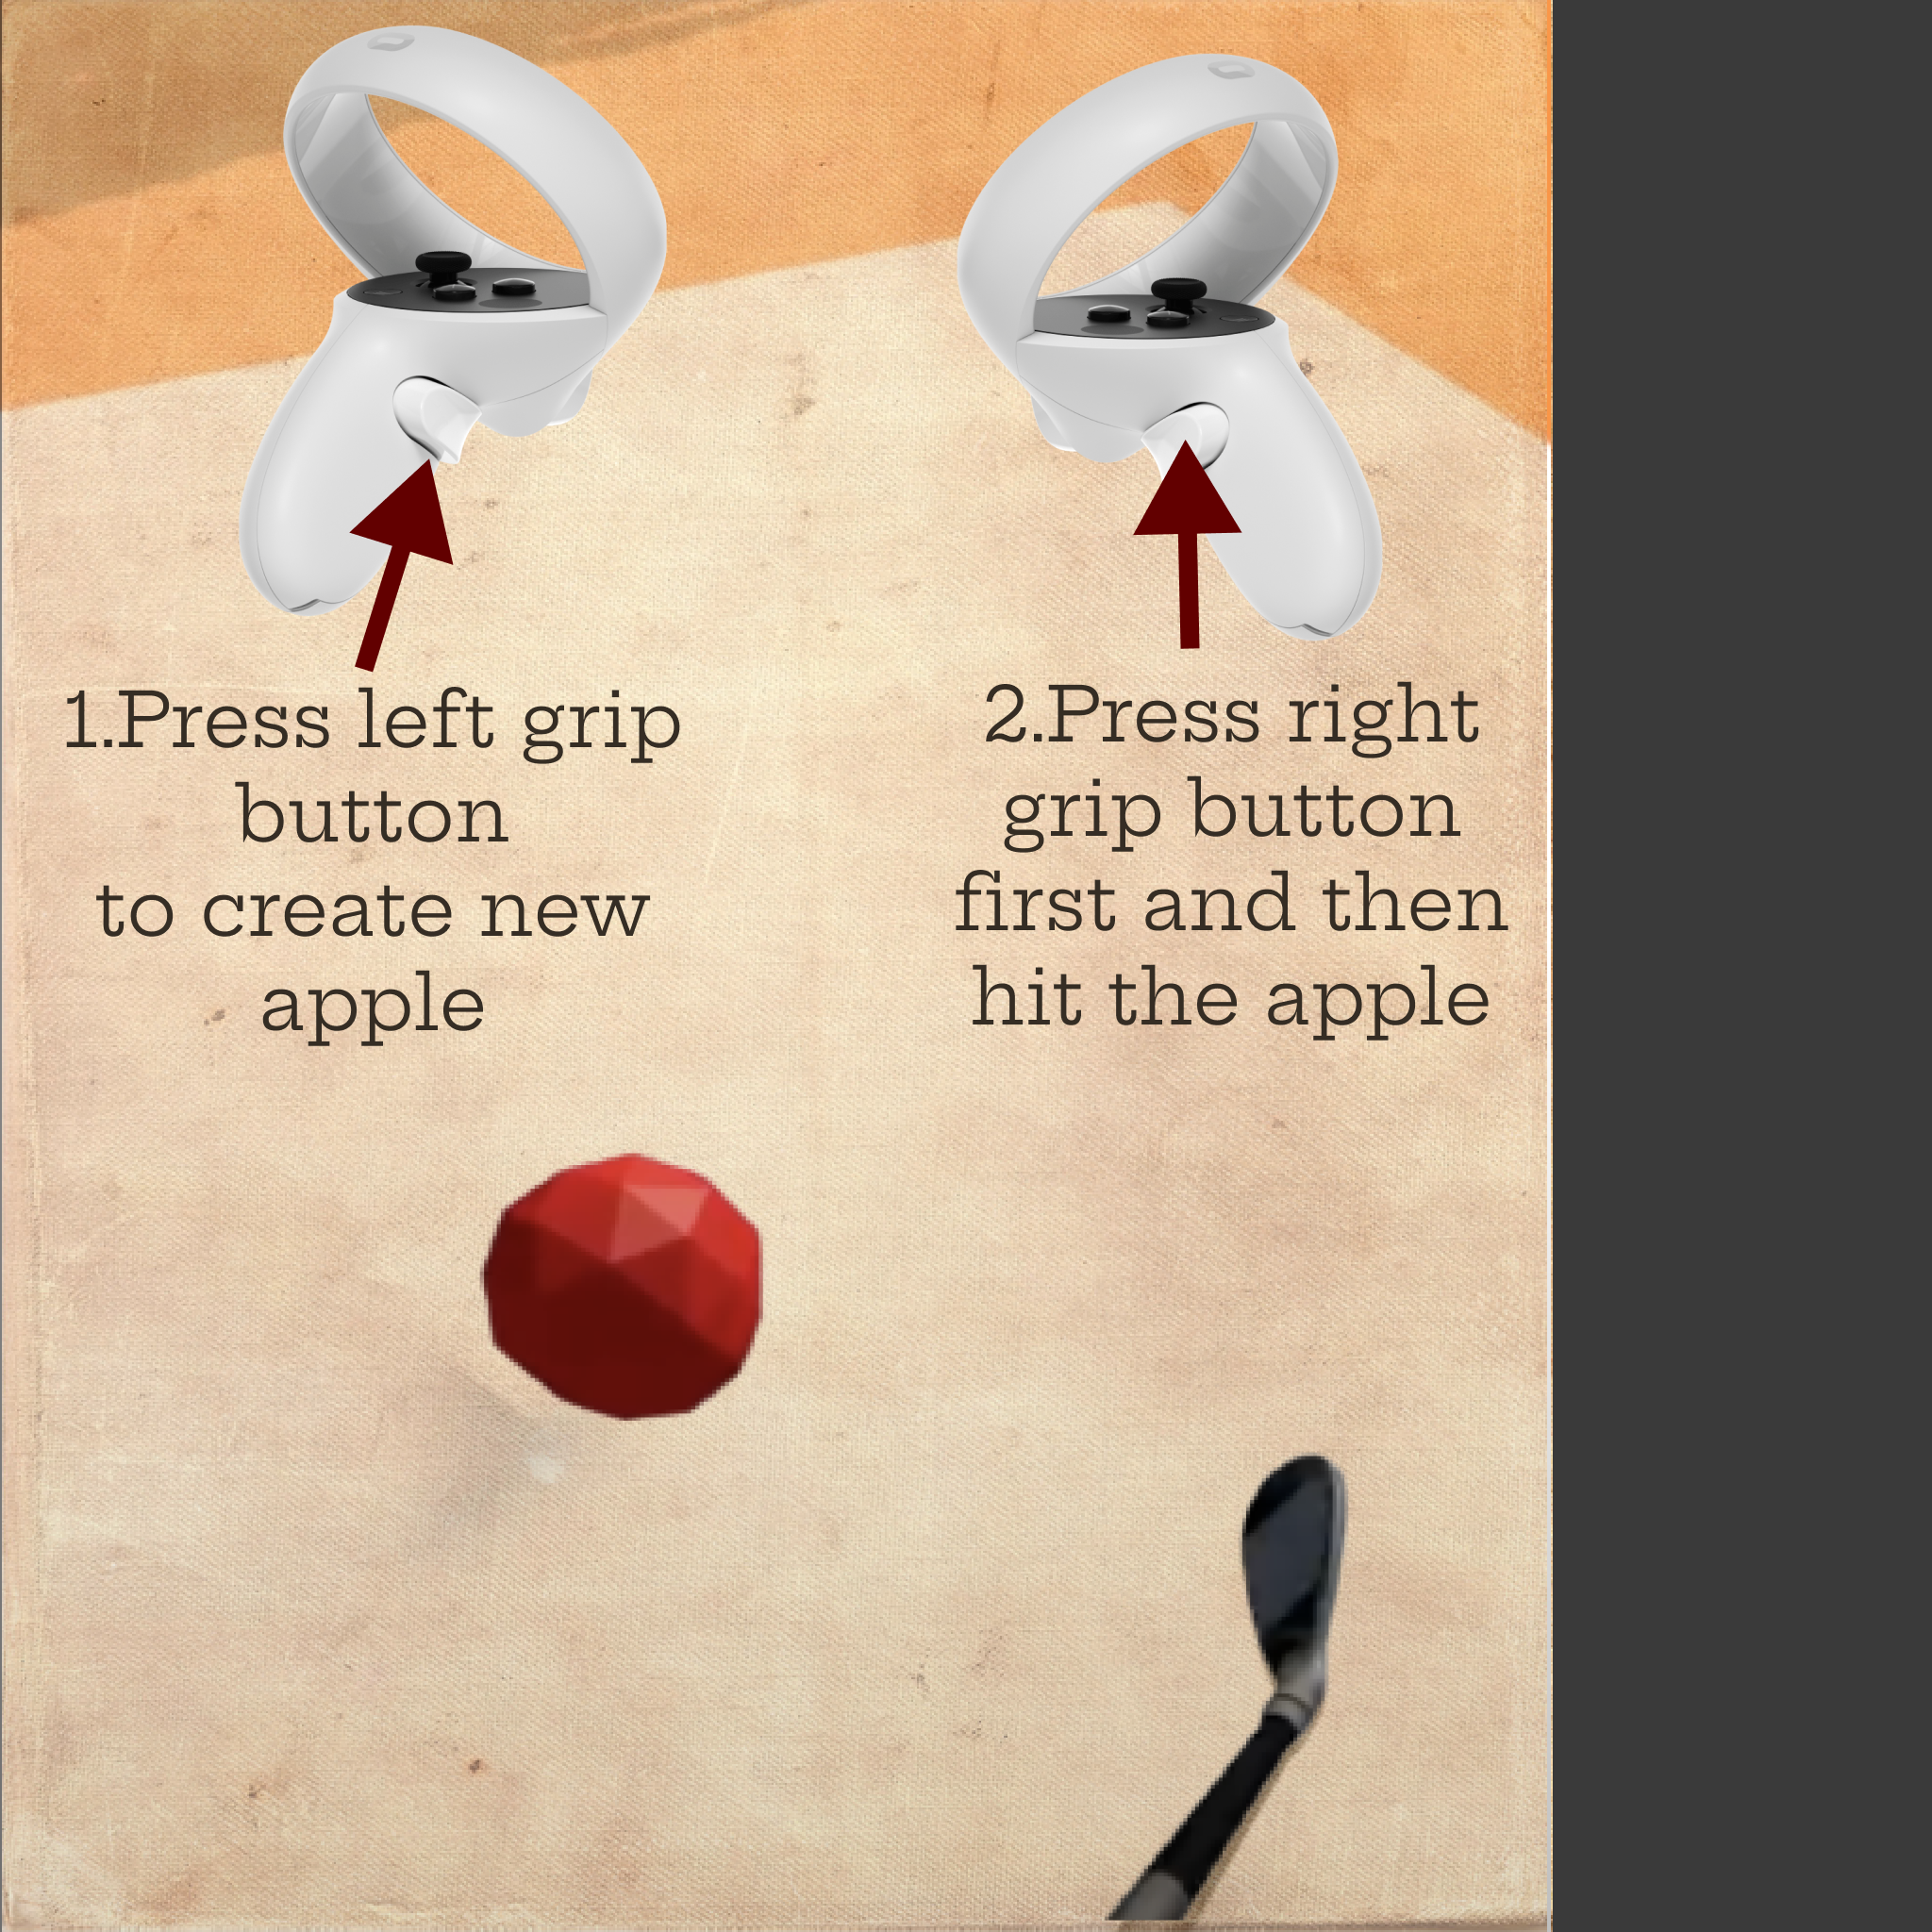 1.Press left grip
button
to create new
apple
2.Press right
grip button
first and then
hit the apple